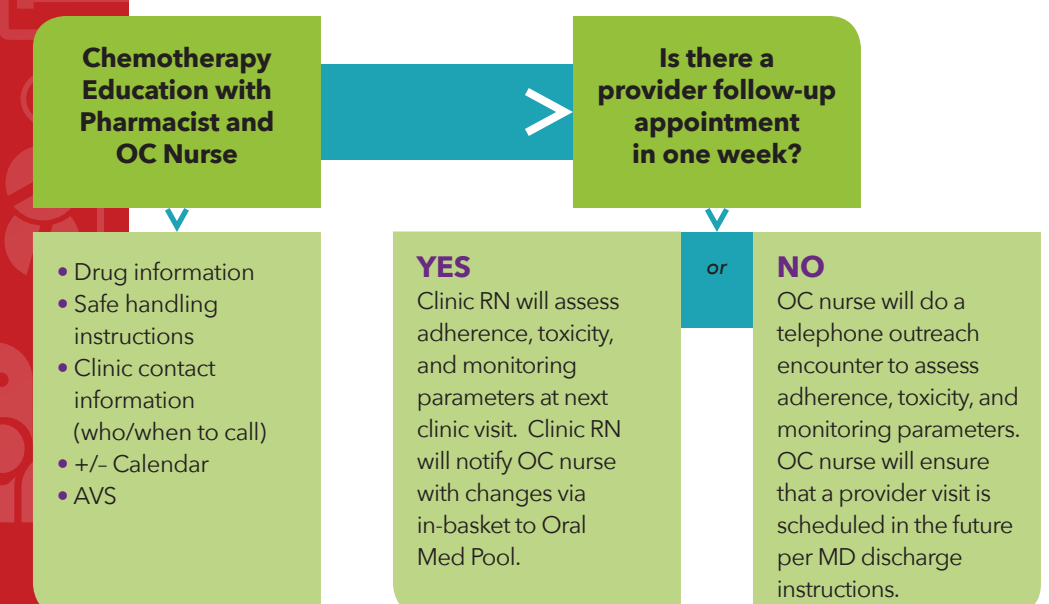 Chemotherapy
Education with
Pharmacist and
OC Nurse
>
Is there a
provider follow-up
appointment
in one week?
• Drug information
• Safe handling
instructions
• Clinic contact
information
(who/when to call)
• +/– Calendar
• AVS
YES
Clinic RN will assess
adherence, toxicity,
and monitoring
parameters at next
clinic visit.  Clinic RN
will notify OC nurse
with changes via
in-basket to Oral
Med Pool.
or
NO
OC nurse will do a
telephone outreach
encounter to assess
adherence, toxicity, and
monitoring parameters.
OC nurse will ensure
that a provider visit is
scheduled in the future
per MD discharge
instructions.